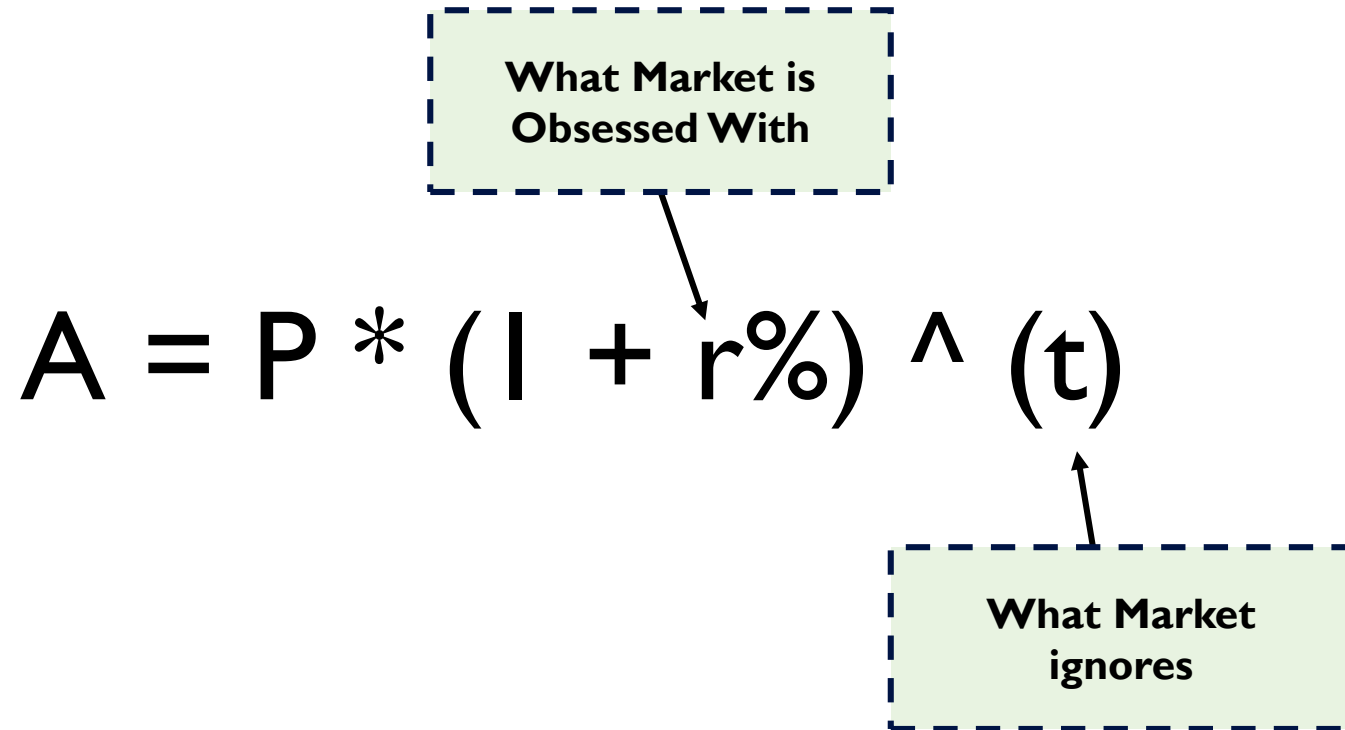 What Market is
Obsessed With
A = P * (1 + r%) ^ (t)
What Market
ignores